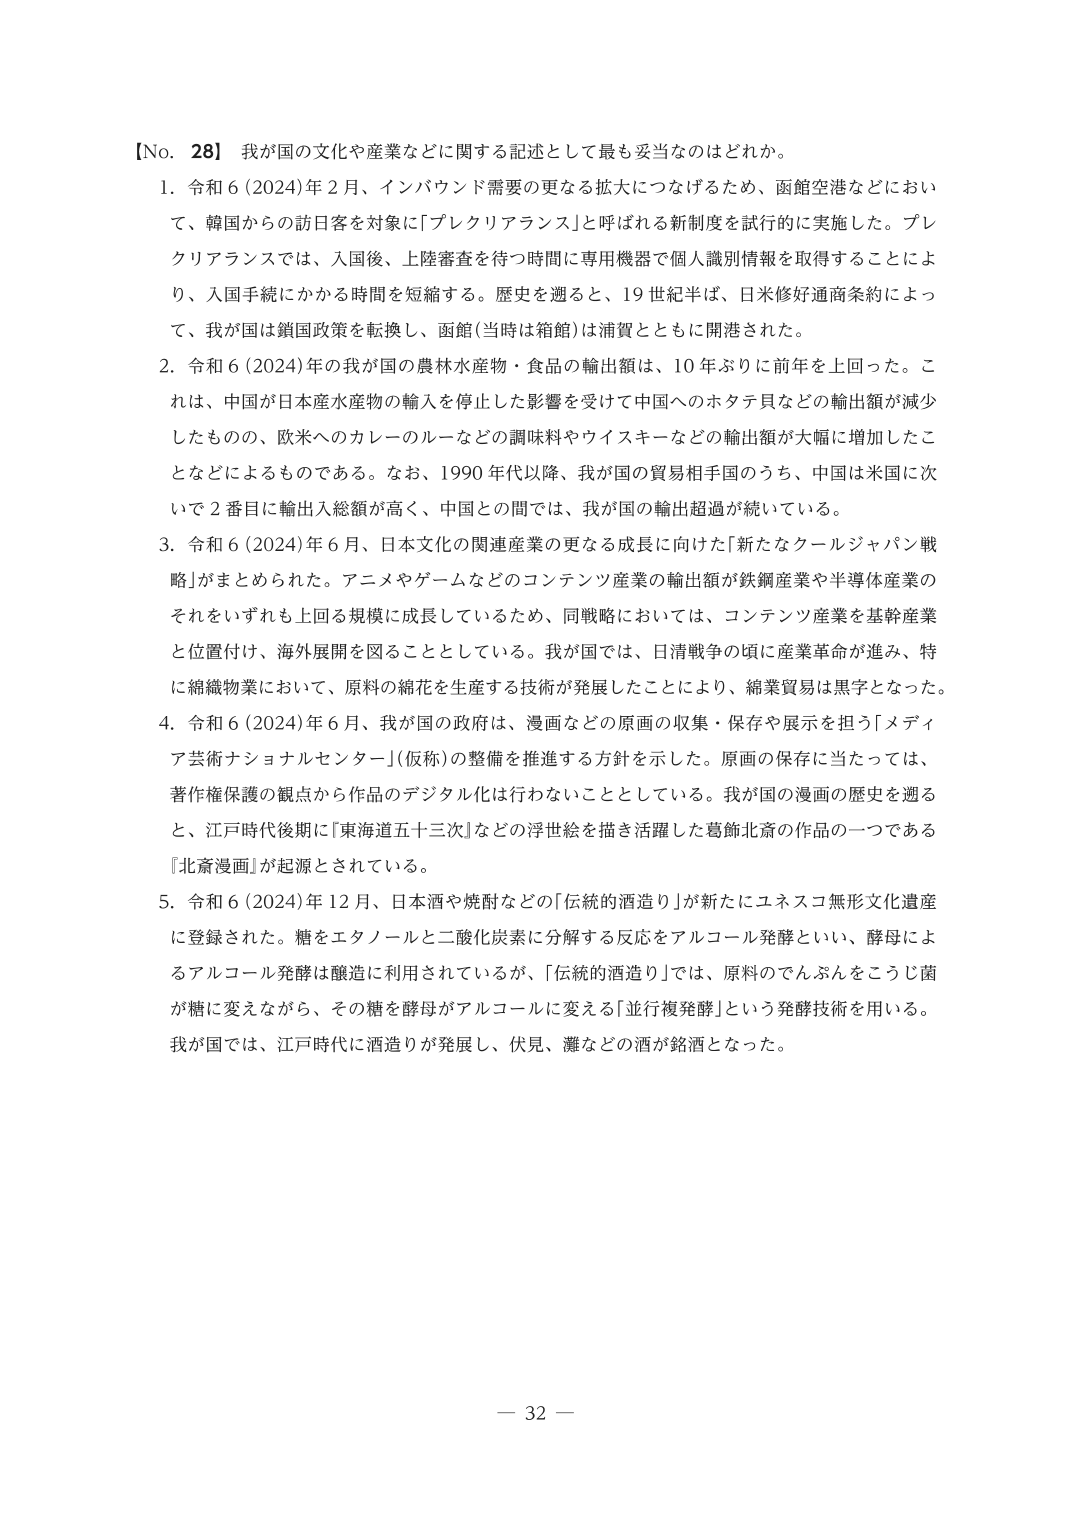 【No. 28】 我が国の文化や産業などに関する記述として最も妥当なのはどれか。
1. 令和6(2024)年2月、インバウンド需要の更なる拡大につなげるため、函館空港などにおい
て、韓国からの訪日客を対象に「プレクリアランス」と呼ばれる新制度を試行的に実施した。プレ
クリアランスでは、入国後、上陸審査を待つ時間に専用機器で個人識別情報を取得することによ
り、入国手続にかかる時間を短縮する。歴史を遡ると、19世紀半ば、日米修好通商条約によっ
て、我が国は鎖国政策を転換し、函館(当時は箱館)は浦賀とともに開港された。
2. 令和6(2024)年の我が国の農林水産物・食品の輸出額は、10年ぶりに前年を上回った。こ
れは、中国が日本産水産物の輸入を停止した影響を受けて中国へのホタテ貝などの輸出額が減少
したものの、欧米へのカレーのルーなどの調味料やウイスキーなどの輸出額が大幅に増加したこ
となどによるものである。なお、1990年代以降、我が国の貿易相手国のうち、中国は米国に次
いで2番目に輸出入総額が高く、中国との間では、我が国の輸出超過が続いている。
3. 令和6(2024)年6月、日本文化の関連産業の更なる成長に向けた「新たなクールジャパン戦
略」がまとめられた。アニメやゲームなどのコンテンツ産業の輸出額が鉄鋼産業や半導体産業の
それをいずれも上回る規模に成長しているため、同戦略においては、コンテンツ産業を基幹産業
と位置付け、海外展開を図ることとしている。我が国では、日清戦争の頃に産業革命が進み、特
に綿織物業において、原料の綿花を生産する技術が発展したことにより、綿業貿易は黒字となった。
4. 令和6(2024)年6月、我が国の政府は、漫画などの原画の収集・保存や展示を担う「メディ
ア芸術ナショナルセンター」(仮称)の整備を推進する方針を示した。原画の保存に当たっては、
著作権保護の観点から作品のデジタル化は行わないこととしている。我が国の漫画の歴史を遡る
と、江戸時代後期に『東海道五十三次』などの浮世絵を描き活躍した葛飾北斎の作品の一つである
『北斎漫画』が起源とされている。
5. 令和6(2024)年12月、日本酒や焼酎などの「伝統的酒造り」が新たにユネスコ無形文化遺産
に登録された。糖をエタノールと二酸化炭素に分解する反応をアルコール発酵といい、酵母によ
るアルコール発酵は醸造に利用されているが、「伝統的酒造り」では、原料のでんぷんをこうじ菌
が糖に変えながら、その糖を酵母がアルコールに変える「並行複発酵」という発酵技術を用いる。
我が国では、江戸時代に酒造りが発展し、伏見、灘などの酒が銘酒となった。
— 32 —